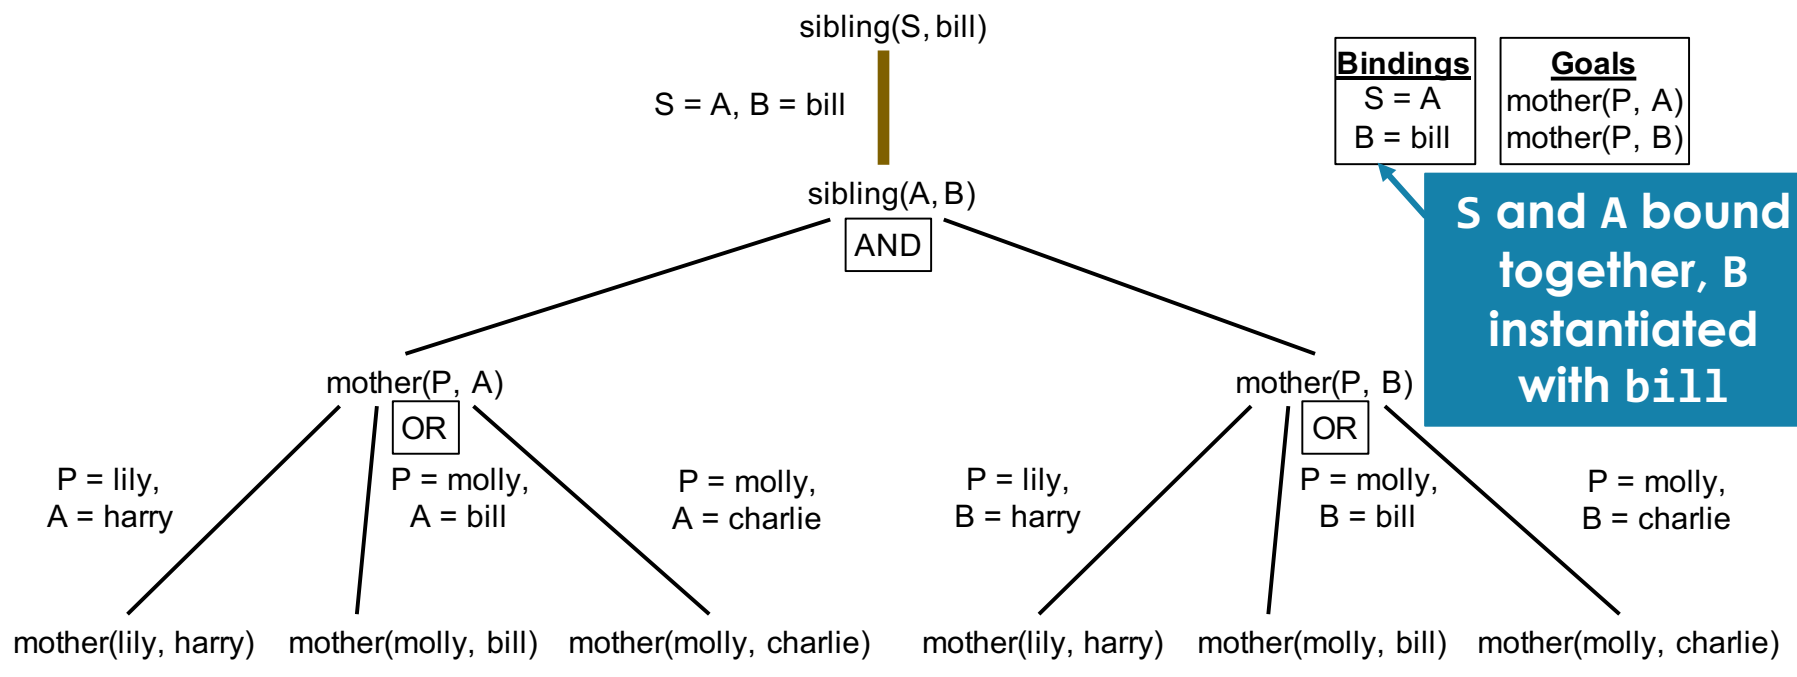 sibling(S, bill)
S = A, B = bill
Bindings
S = A
B = bill
Goals
mother(P, A)
mother(P, B)
S and A bound
together, B
instantiated
with bill
sibling(A, B)
AND
mother(P, A)
OR
mother(P, B)
OR
P = lily,
A = harry
P = molly,
A = bill
P = molly,
A = charlie
P = lily,
B = harry
P = molly,
B = bill
P = molly,
B = charlie
mother(lily, harry)
mother(molly, bill)
mother(molly, charlie)
mother(lily, harry)
mother(molly, bill)
mother(molly, charlie)